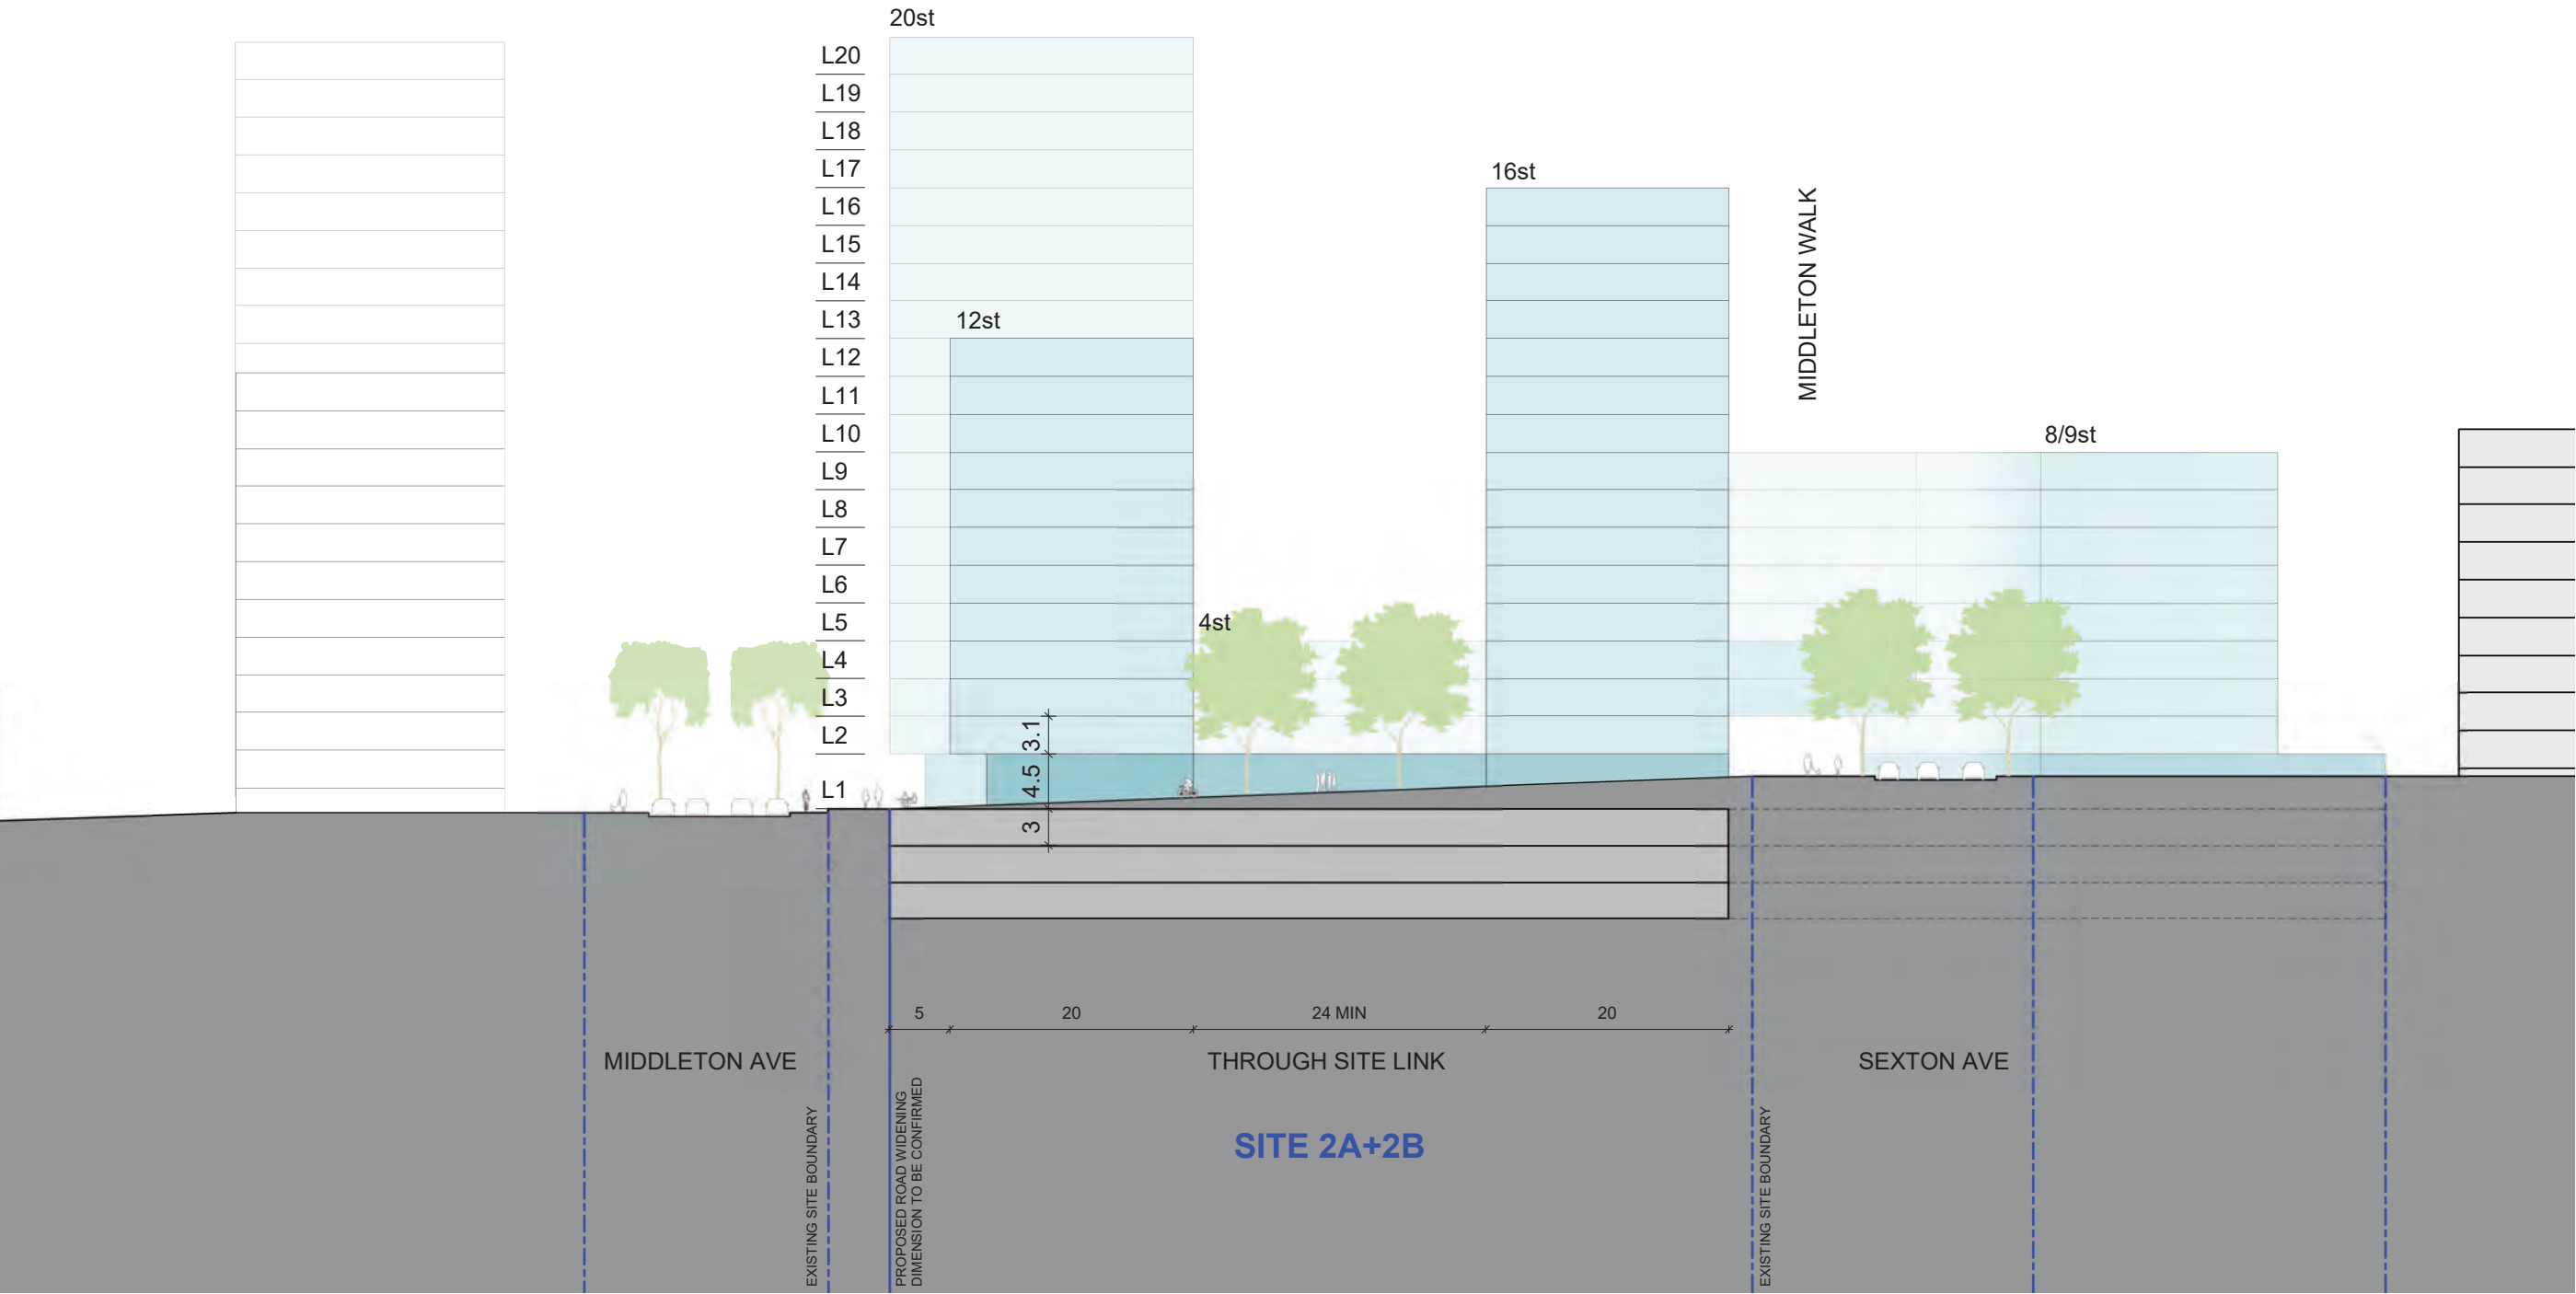 20st
L20
L19
L18
L17
16st
L16
L15
L14
L13
12st
MIDDLETON WALK
L12
L11
L10
8/9st
L9
L8
L7
L6
L5
4st
L4
L3
L2
3.1
L1
4.5
3
5
20
24 MIN
20
MIDDLETON AVE
THROUGH SITE LINK
SEXTON AVE
EXISTING SITE BOUNDARY
PROPOSED ROAD WIDENING
DIMENSION TO BE CONFIRMED
SITE 2A+2B
EXISTING SITE BOUNDARY